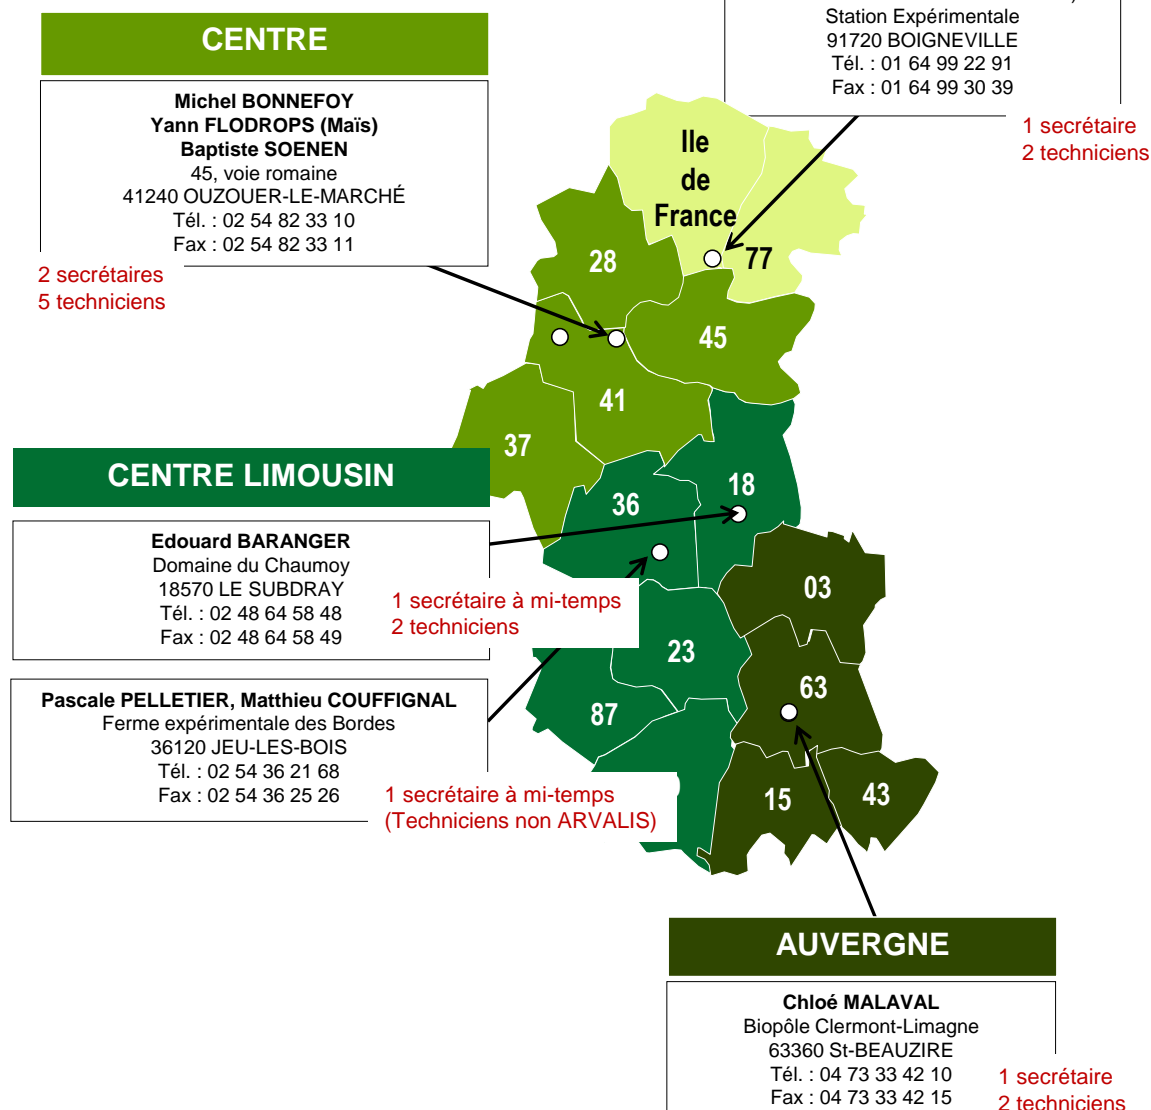 Station Expérimentale
91720 BOIGNEVILLE
Tél. : 01 64 99 22 91
Fax : 01 64 99 30 39
1 secrétaire
2 techniciens
CENTRE
Michel BONNEFOY
Yann FLODROPS (Maïs)
Baptiste SOENEN
45, voie romaine
41240 OUZOUER-LE-MARCHÉ
Tél. : 02 54 82 33 10
Fax : 02 54 82 33 11
2 secrétaires
5 techniciens
Ile
de
France
77
28
45
41
37
CENTRE LIMOUSIN
36
18
Edouard BARANGER
Domaine du Chaumoy
18570 LE SUBDRAY
Tél. : 02 48 64 58 48
Fax : 02 48 64 58 49
1 secrétaire à mi-temps
2 techniciens
03
23
63
87
Pascale PELLETIER, Matthieu COUFFIGNAL
Ferme expérimentale des Bordes
36120 JEU-LES-BOIS
Tél. : 02 54 36 21 68
Fax : 02 54 36 25 26
1 secrétaire à mi-temps
(Techniciens non ARVALIS)
15
43
AUVERGNE
Chloé MALAVAL
Biopôle Clermont-Limagne
63360 St-BEAUZIRE
Tél. : 04 73 33 42 10
Fax : 04 73 33 42 15
1 secrétaire
2 techniciens